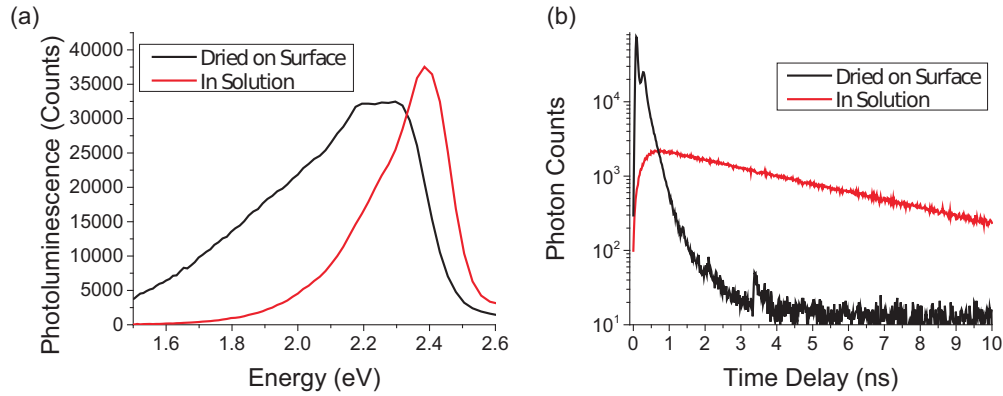 (a)
Photoluminescence (Counts)
40000
35000
30000
25000
20000
15000
10000
5000
0
Dried on Surface
In Solution
1.6 1.8 2.0 2.2 2.4 2.6
Energy (eV)
(b)
Photon Counts
10^4
10^3
10^2
10^1
Dried on Surface
In Solution
0 1 2 3 4 5 6 7 8 9 10
Time Delay (ns)